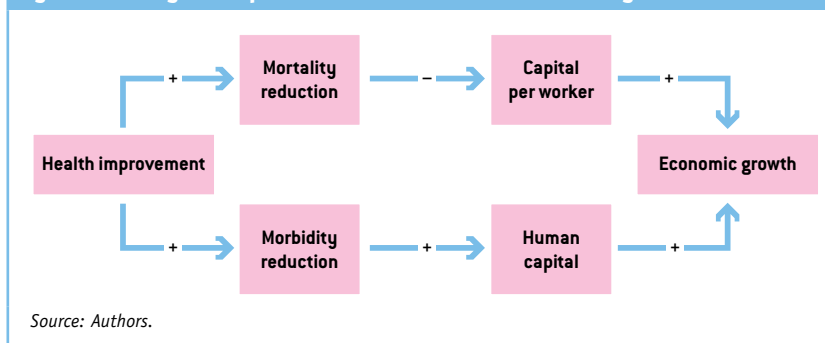 Mortality
reduction
Capital
per worker
+
−
+
Health improvement
Economic growth
Morbidity
reduction
Human
capital
+
+
+
Source: Authors.